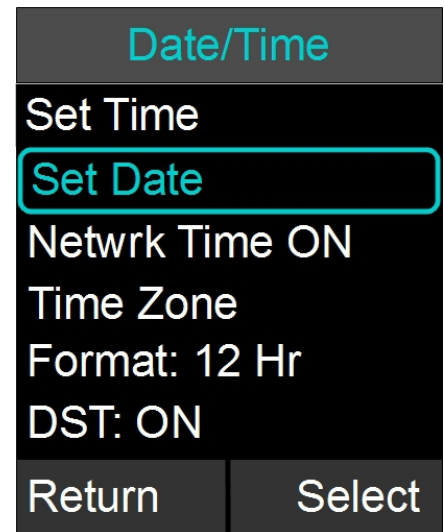 Date/Time
Set Time
Set Date
Netwrk Time ON
Time Zone
Format: 12 Hr
DST: ON
Return Select